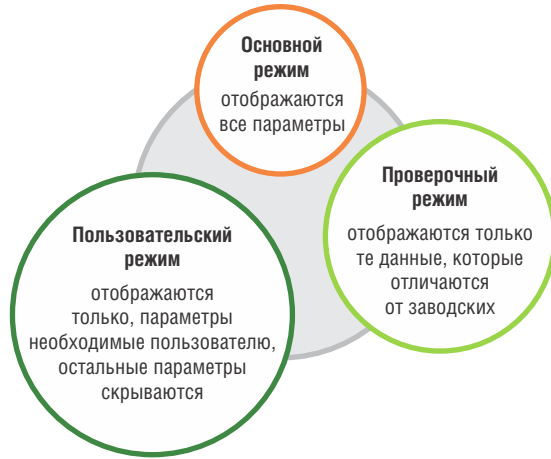 Основной
режим
отображаются
все параметры
Проверочный
режим
отображаются только
те данные, которые
отличаются
от заводских
Пользовательский
режим
отображаются
только, параметры
необходимые пользователю,
остальные параметры
скрываются